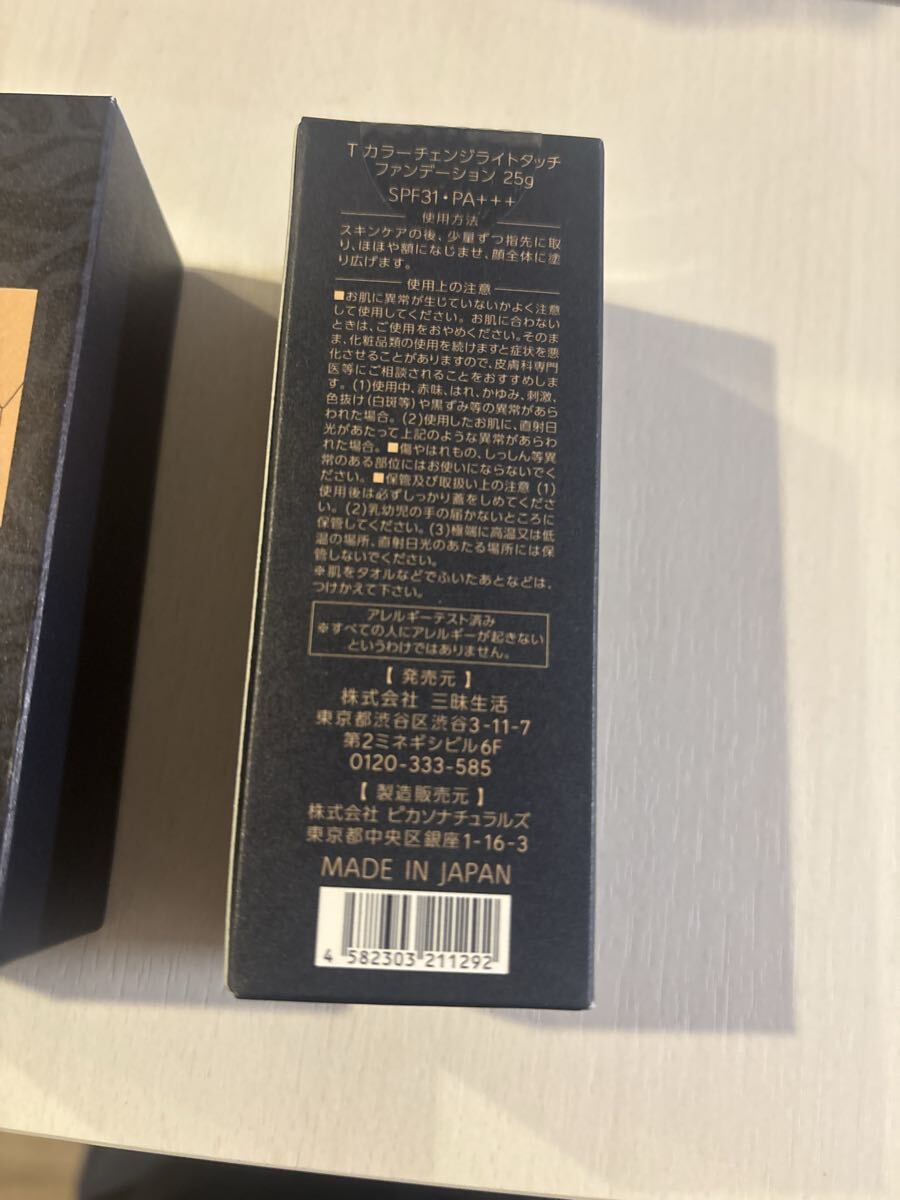 T カラーチェンジライトタッチ
ファンデーション 25g
SPF31・PA+++
使用方法
スキンケアの後、少量ずつ指先に取
り、ほほや額になじませ、顔全体に塗
り広げます。
使用上の注意
■お肌に異常が生じていないかよく注意
して使用してください。お肌に合わない
ときは、ご使用をおやめください。そのま
ま、化粧品類の使用を続けますと症状を悪
化させることがありますので、皮膚科専門
医等にご相談されることをおすすめしま
す。(1)使用中、赤味、はれ、かゆみ、刺激、
色抜け(白斑等)や黒ずみ等の異常があら
われた場合。(2)使用したお肌に、直射日
光があたって上記のような異常があらわ
れた場合。■傷やはれもの、しっしん等異
常のある部位にはお使いにならないでく
ださい。■保管及び取扱い上の注意 (1)
使用後は必ずしっかり蓋をしめてくださ
い。(2)乳幼児の手の届かないところに
保管してください。(3)極端に高温又は低
温の場所、直射日光のあたる場所には保
管しないでください。
※肌をタオルなどでふいたあとなどは、
つけかえて下さい。
アレルギーテスト済み
※すべての人にアレルギーが起きない
というわけではありません。
【 発売元 】
株式会社 三昧生活
東京都渋谷区渋谷3-11-7
第2ミネギシビル6F
0120-333-585
【 製造販売元 】
株式会社 ピカソナチュラルズ
東京都中央区銀座1-16-3
MADE IN JAPAN
4 582303 211292